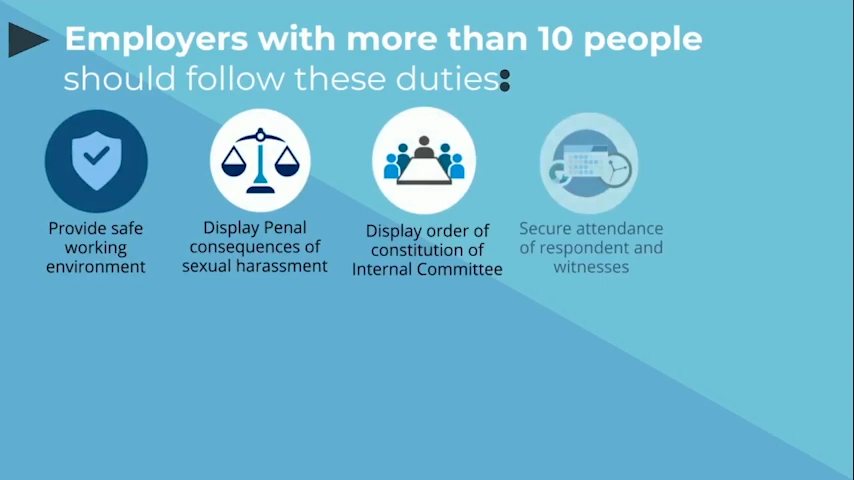 Employers with more than 10 people
should follow these duties:
Provide safe
working
environment
Display Penal
consequences of
sexual harassment
Display order of
constitution of
Internal Committee
Secure attendance
of respondent and
witnesses